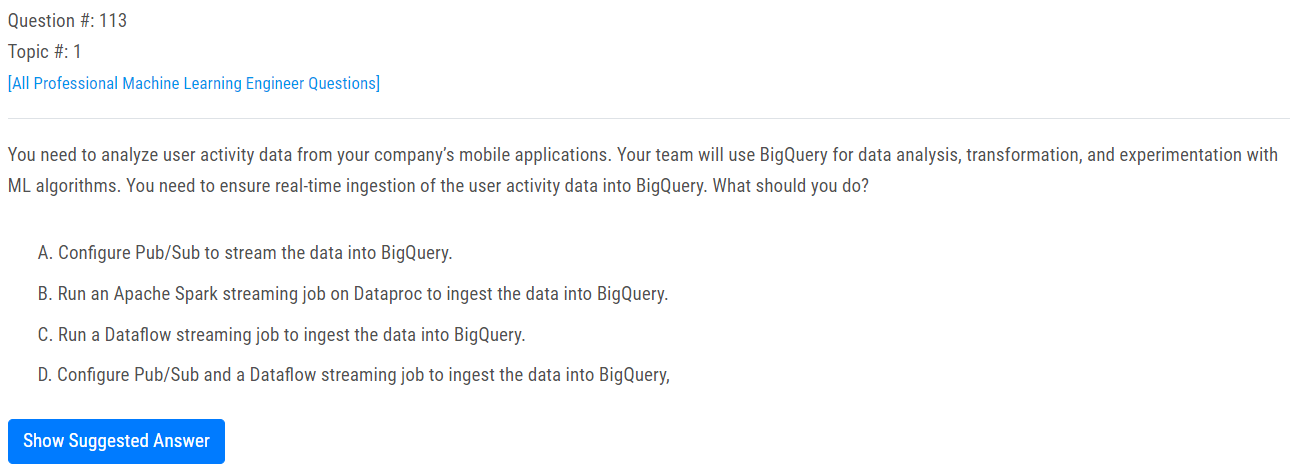 Question #: 113
Topic #: 1
[All Professional Machine Learning Engineer Questions]
You need to analyze user activity data from your company's mobile applications. Your team will use BigQuery for data analysis, transformation, and experimentation with
ML algorithms. You need to ensure real-time ingestion of the user activity data into BigQuery. What should you do?
A. Configure Pub/Sub to stream the data into BigQuery.
B. Run an Apache Spark streaming job on Dataproc to ingest the data into BigQuery.
C. Run a Dataflow streaming job to ingest the data into BigQuery.
D. Configure Pub/Sub and a Dataflow streaming job to ingest the data into BigQuery,
Show Suggested Answer